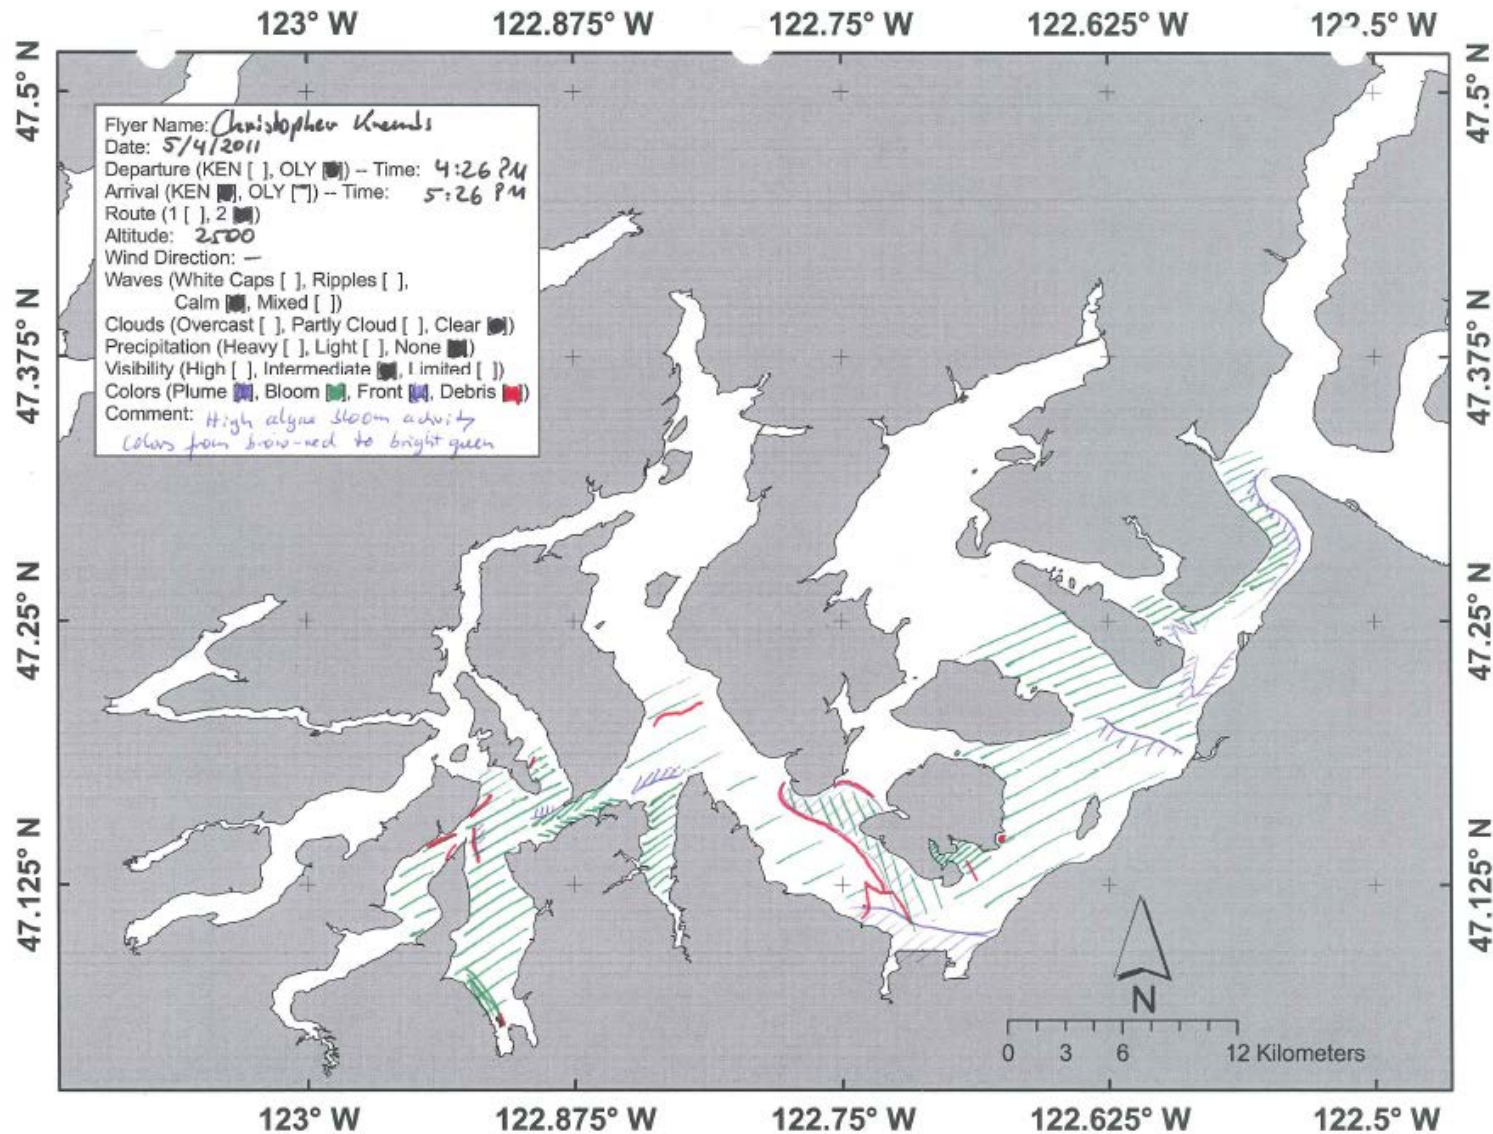 123° W 122.875° W 122.75° W 122.625° W 122.5° W
47.5° N 47.5° N
Flyer Name: Christopher Krembs
Date: 5/4/2011
Departure (KEN [ ], OLY [■]) -- Time: 4:26 PM
Arrival (KEN [■], OLY [ ]) -- Time: 5:26 PM
Route (1 [ ], 2 [■])
Altitude: 2500
Wind Direction: —
Waves (White Caps [ ], Ripples [ ],
Calm [■], Mixed [ ])
Clouds (Overcast [ ], Partly Cloud [ ], Clear [■])
Precipitation (Heavy [ ], Light [ ], None [■])
Visibility (High [ ], Intermediate [■], Limited [ ])
Colors (Plume [■], Bloom [■], Front [■], Debris [■])
Comment: High algae bloom activity
Colors from brow-red to bright green
47.375° N 47.375° N
47.25° N 47.25° N
47.125° N 47.125° N
N
0 3 6 12 Kilometers
123° W 122.875° W 122.75° W 122.625° W 122.5° W